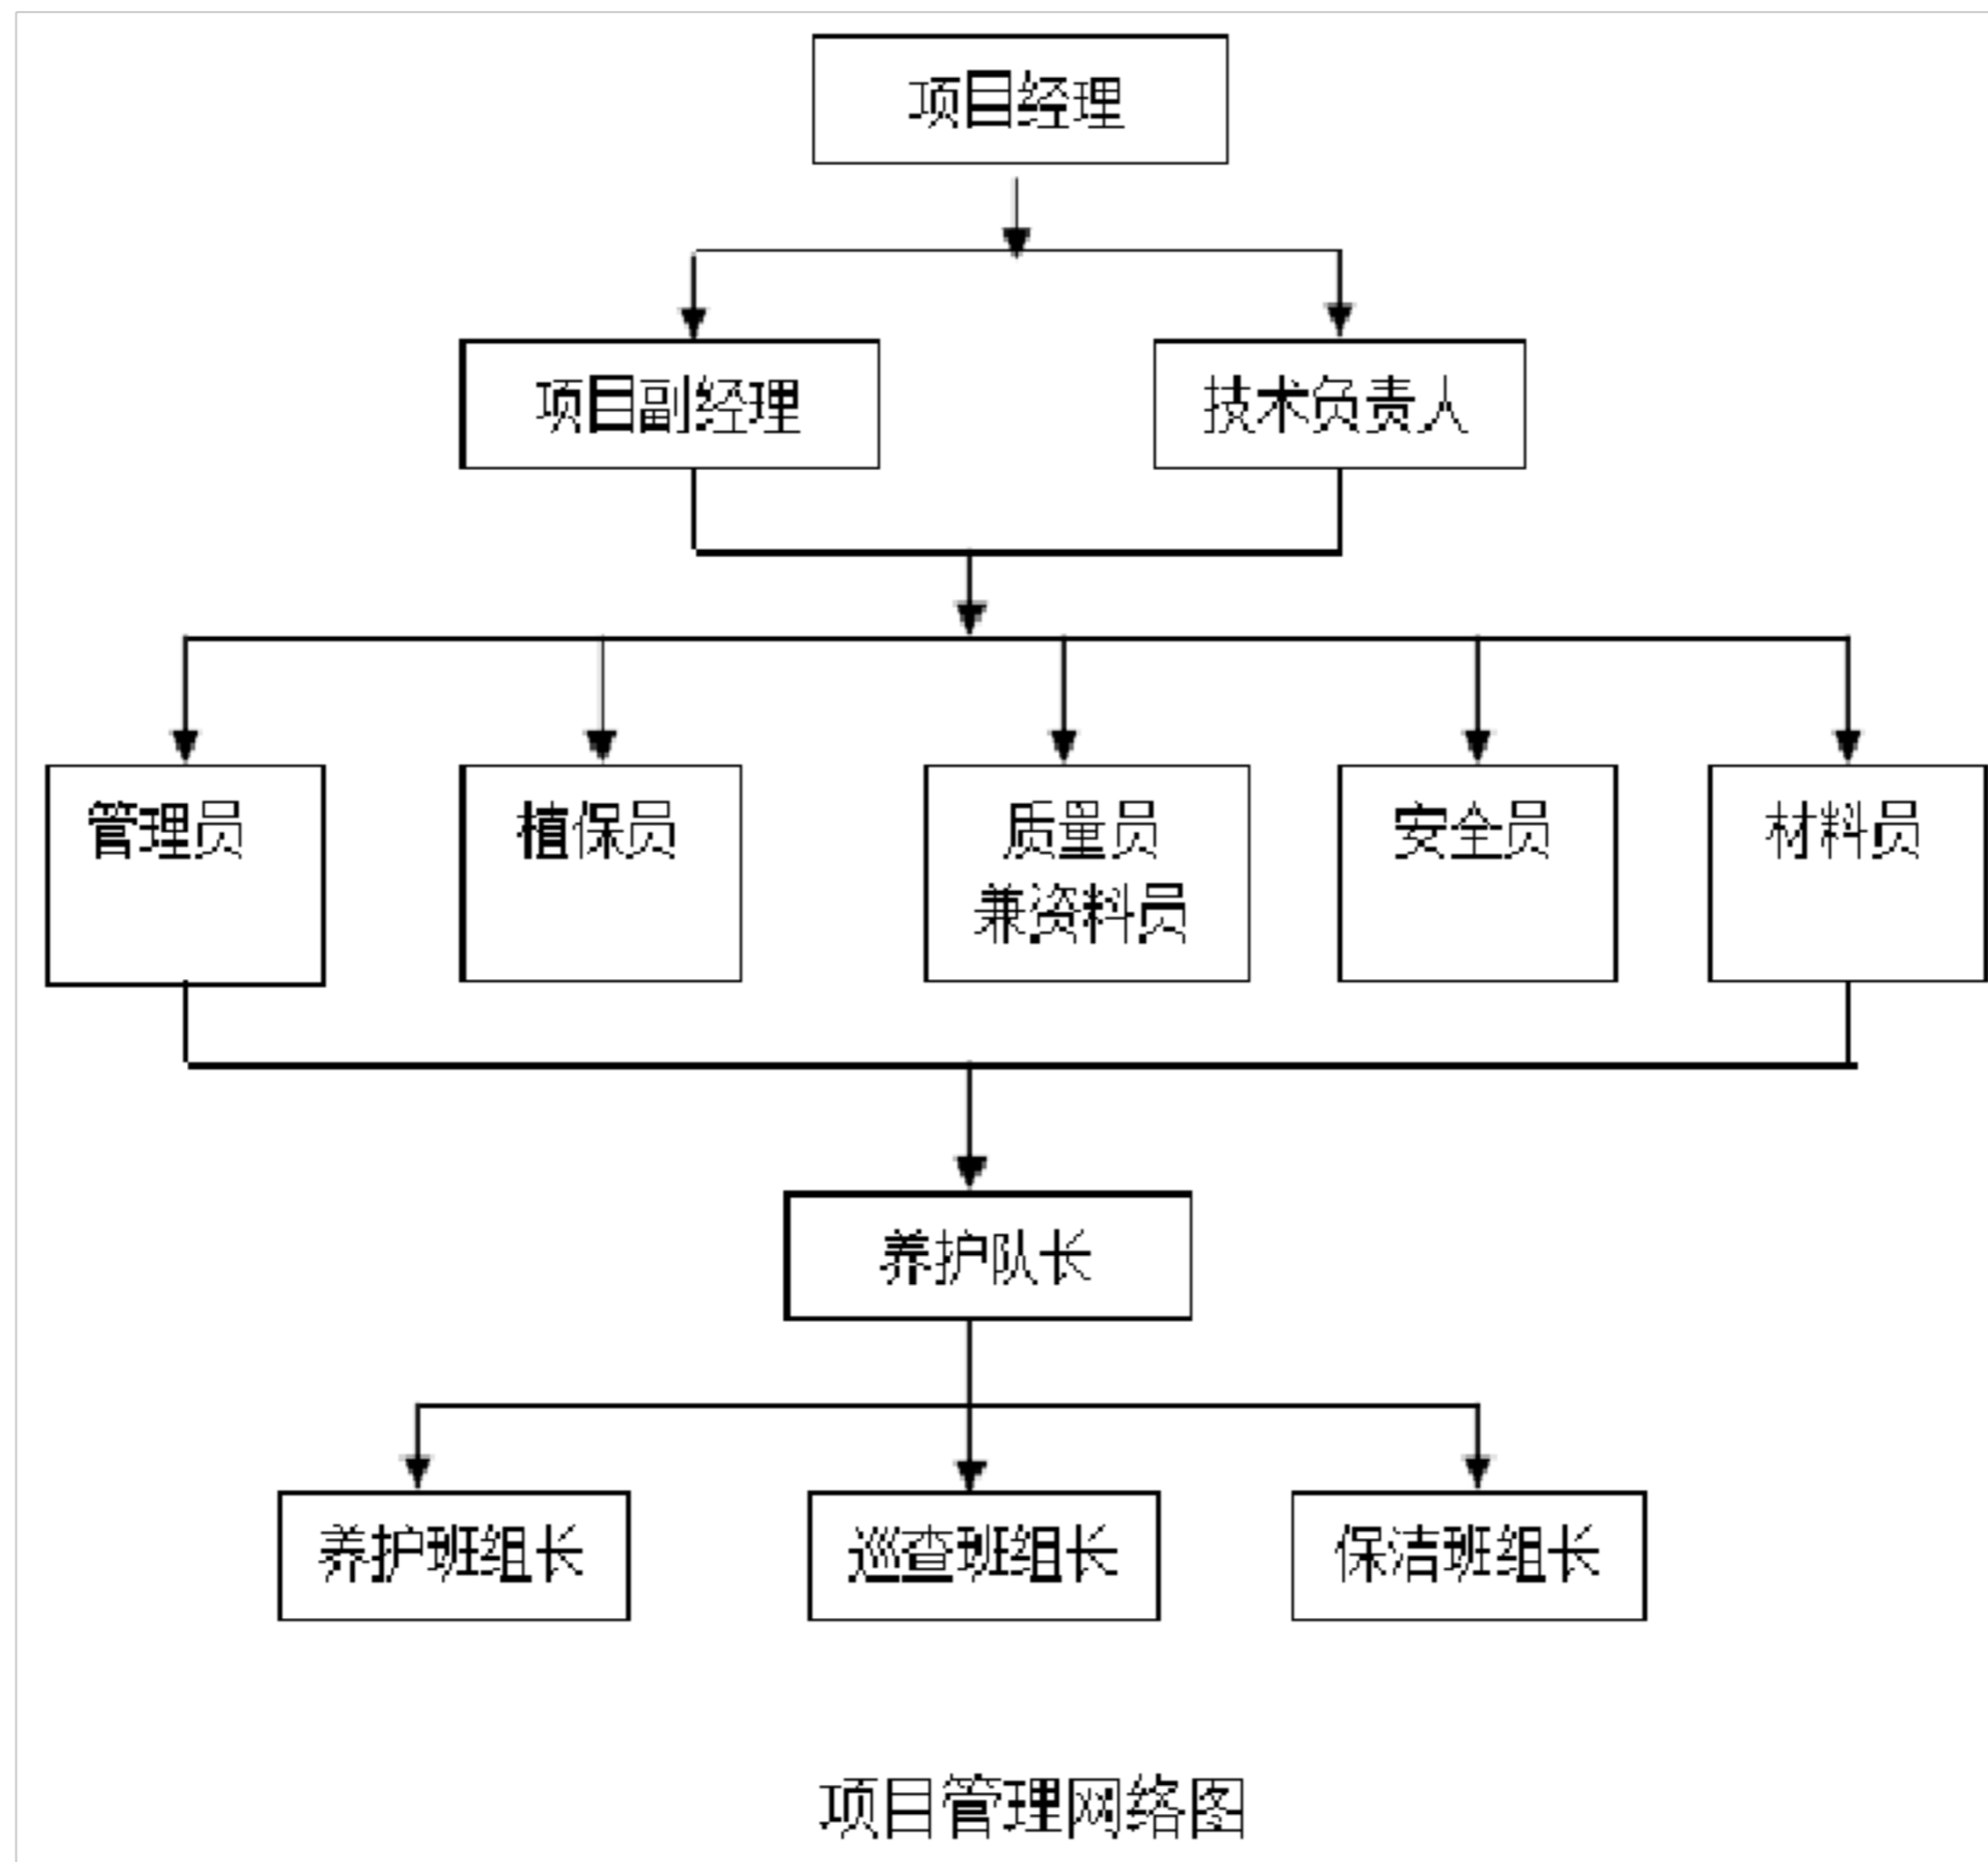 项目经理
项目副经理
技术负责人
管理员
植保员
质量员
兼资料员
安全员
材料员
养护队长
养护班组长
巡查班组长
保洁班组长
项目管理网络图